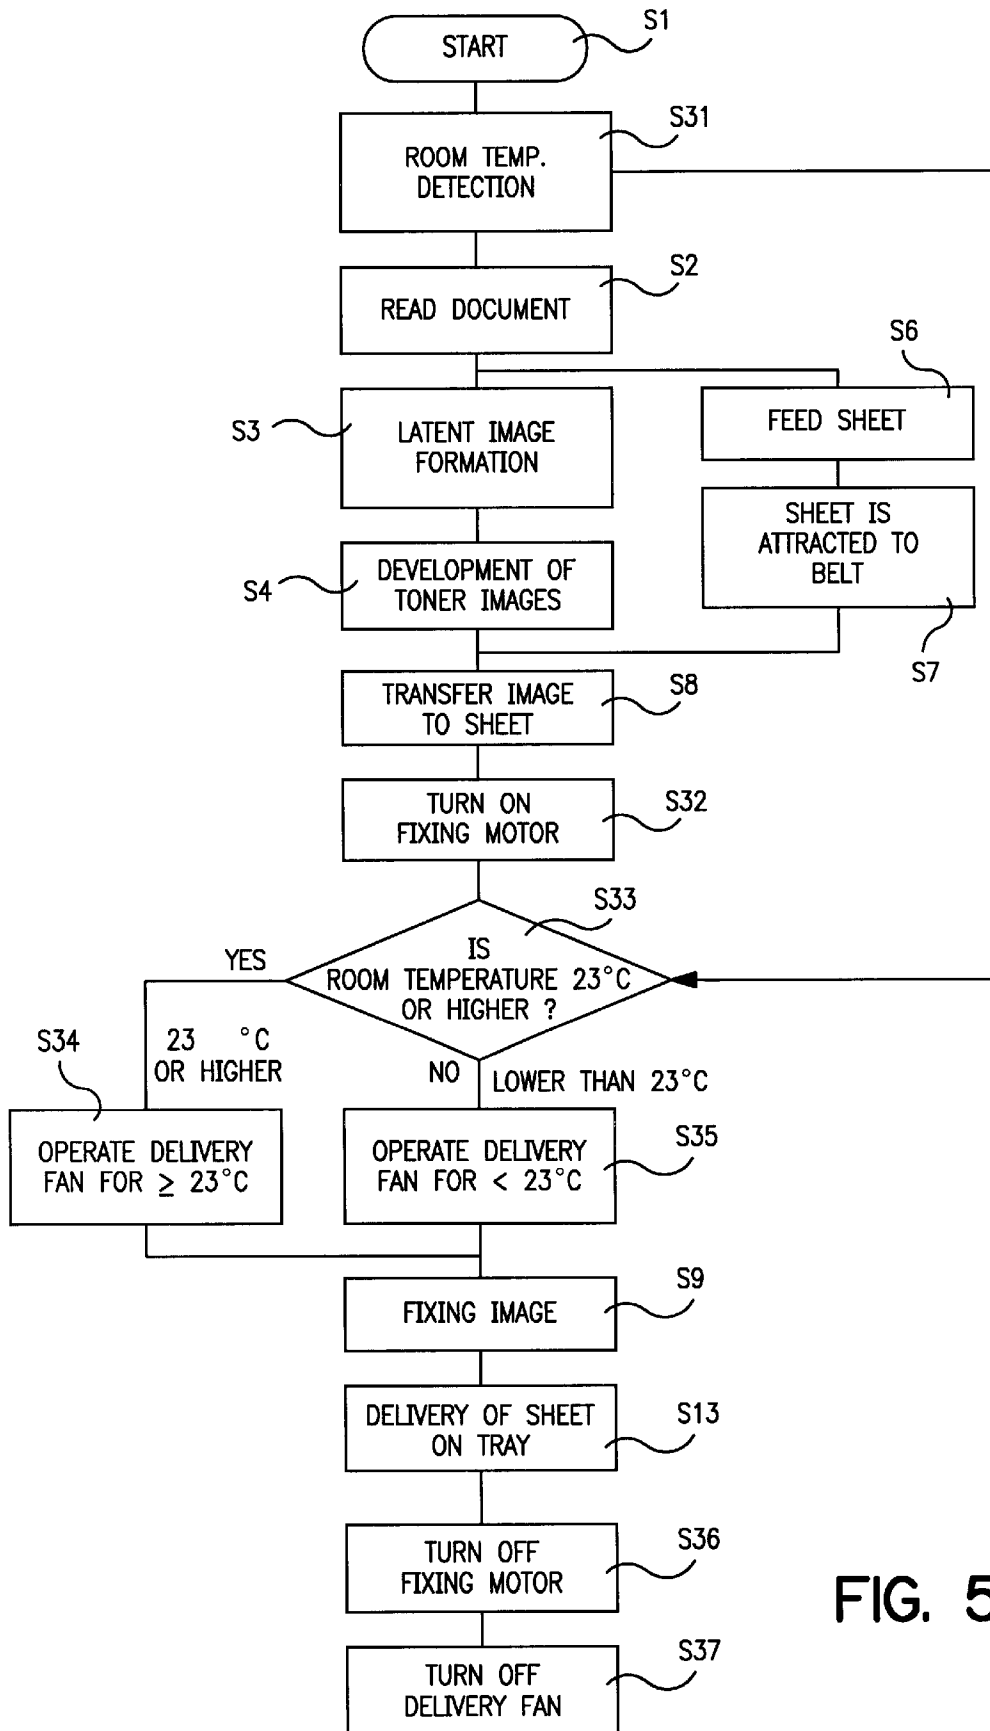 START
S1
ROOM TEMP.
DETECTION
S31
READ DOCUMENT
S2
LATENT IMAGE
FORMATION
S3
FEED SHEET
S6
DEVELOPMENT OF
TONER IMAGES
S4
SHEET IS
ATTRACTED TO
BELT
S7
TRANSFER IMAGE
TO SHEET
S8
TURN ON
FIXING MOTOR
S32
IS
ROOM TEMPERATURE 23°C
OR HIGHER ?
S33
YES
23 °C
OR HIGHER
NO
LOWER THAN 23°C
S34
OPERATE DELIVERY
FAN FOR ≥ 23°C
OPERATE DELIVERY
FAN FOR < 23°C
S35
FIXING IMAGE
S9
DELIVERY OF SHEET
ON TRAY
S13
TURN OFF
FIXING MOTOR
S36
TURN OFF
DELIVERY FAN
S37
FIG. 5